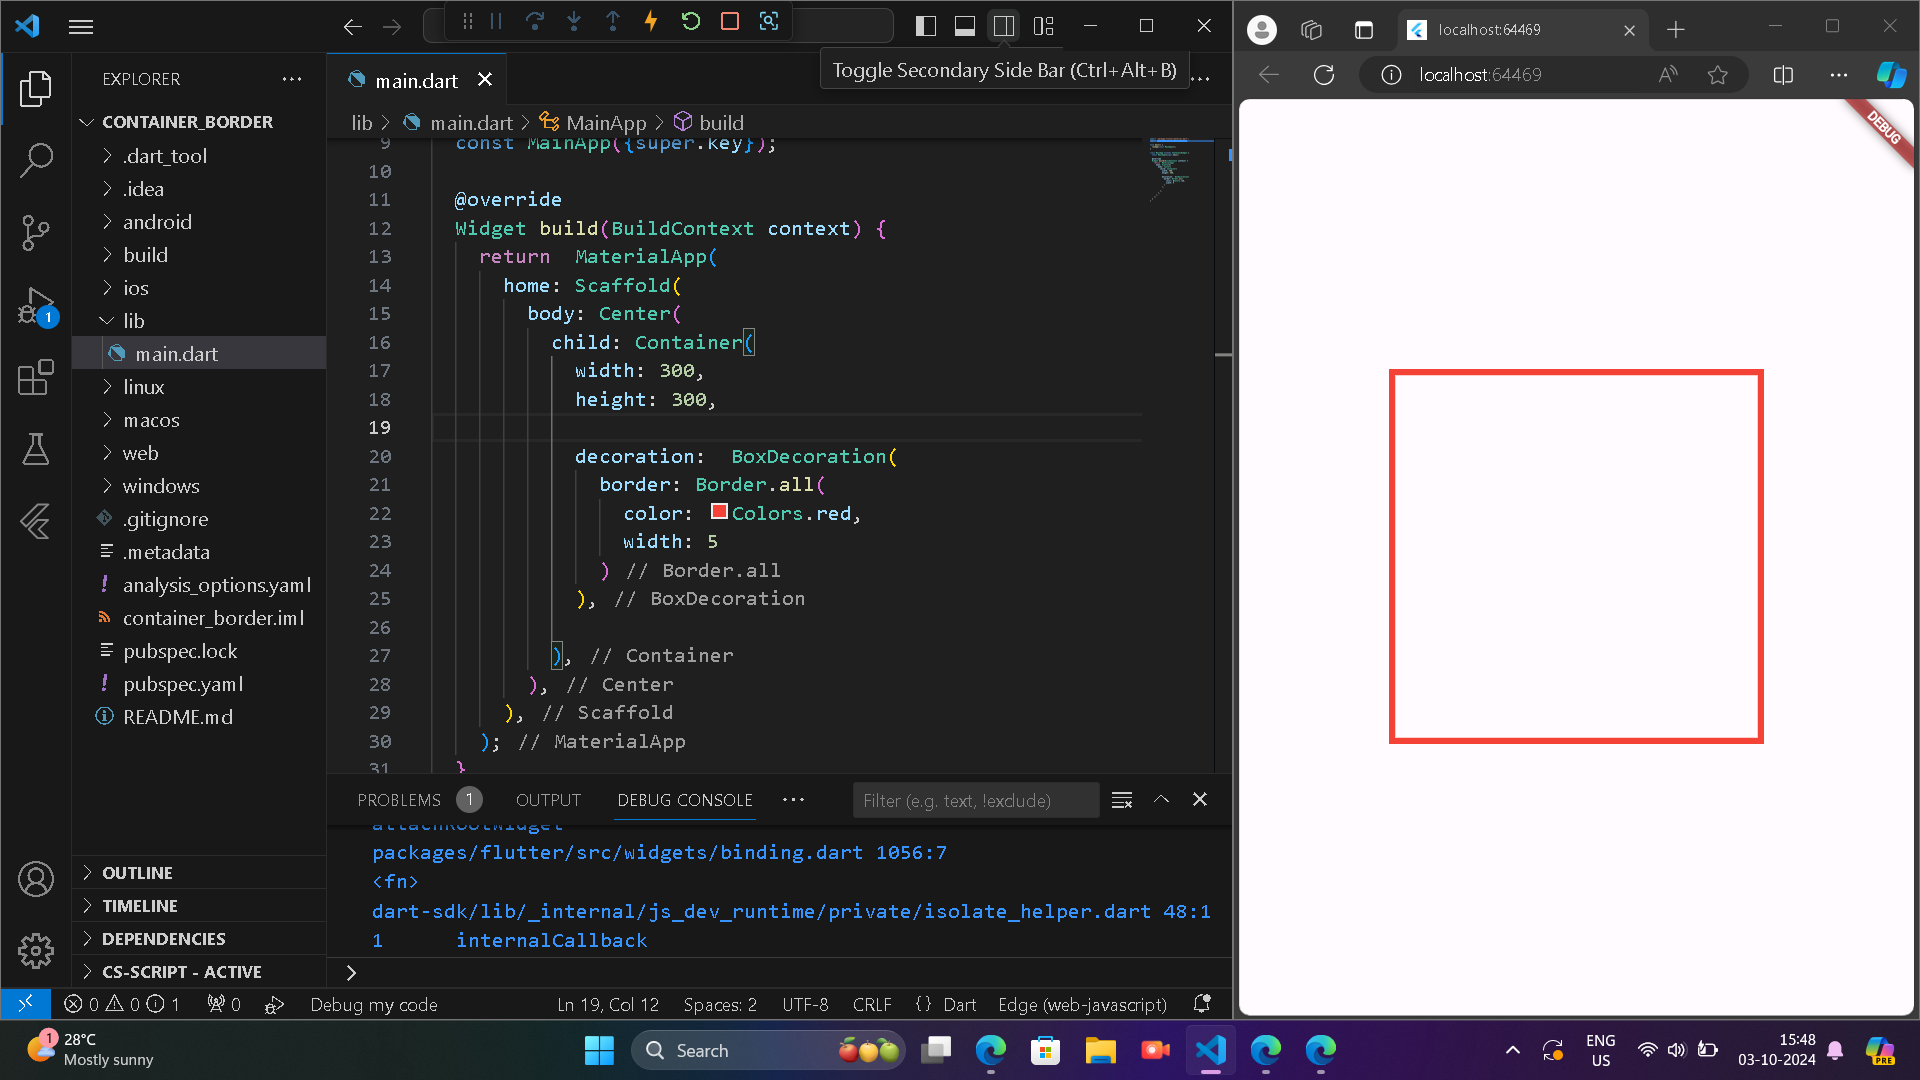 Toggle Secondary Side Bar (Ctrl+Alt+B)
EXPLORER
CONTAINER_BORDER
.dart_tool
.idea
android
build
ios
lib
main.dart
linux
macos
web
windows
.gitignore
.metadata
analysis_options.yaml
container_border.iml
pubspec.lock
pubspec.yaml
README.md
OUTLINE
TIMELINE
DEPENDENCIES
CS-SCRIPT - ACTIVE
1
main.dart
lib > main.dart > MainApp > build
9 const MainApp({super.key});
10
11 @override
12 Widget build(BuildContext context) {
13 return  MaterialApp(
14 home: Scaffold(
15 body: Center(
16 child: Container(
17 width: 300,
18 height: 300,
19
20 decoration:  BoxDecoration(
21 border: Border.all(
22 color: Colors.red,
23 width: 5
24 ) // Border.all
25 ), // BoxDecoration
26
27 ), // Container
28 ), // Center
29 ), // Scaffold
30 ); // MaterialApp
31 }
PROBLEMS 1 OUTPUT DEBUG CONSOLE
Filter (e.g. text, !exclude)
attachRootWidget
packages/flutter/src/widgets/binding.dart 1056:7
<fn>
dart-sdk/lib/_internal/js_dev_runtime/private/isolate_helper.dart 48:1
1 internalCallback
>
0 0 1 0 Debug my code Ln 19, Col 12 Spaces: 2 UTF-8 CRLF {} Dart Edge (web-javascript)
localhost:64469
localhost:64469
DEBUG
1
28°C
Mostly sunny
Search
ENG
US
15:48
03-10-2024
PRE